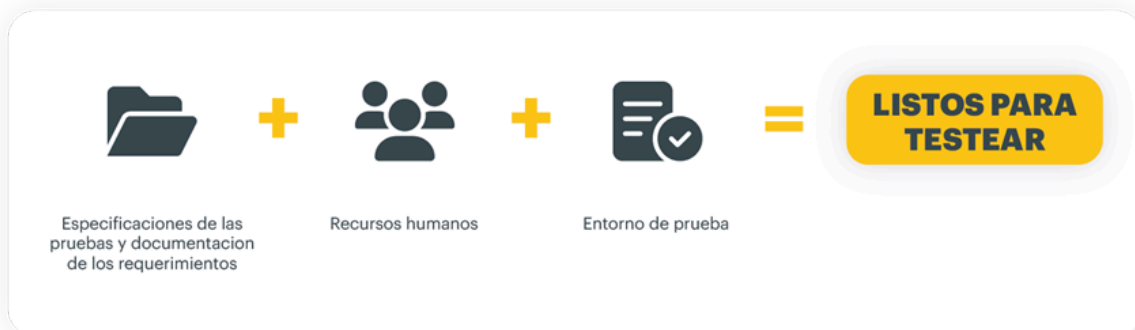 LISTOS PARA
TESTEAR
Especificaciones de las
pruebas y documentacion
de los requerimientos
Recursos humanos
Entorno de prueba